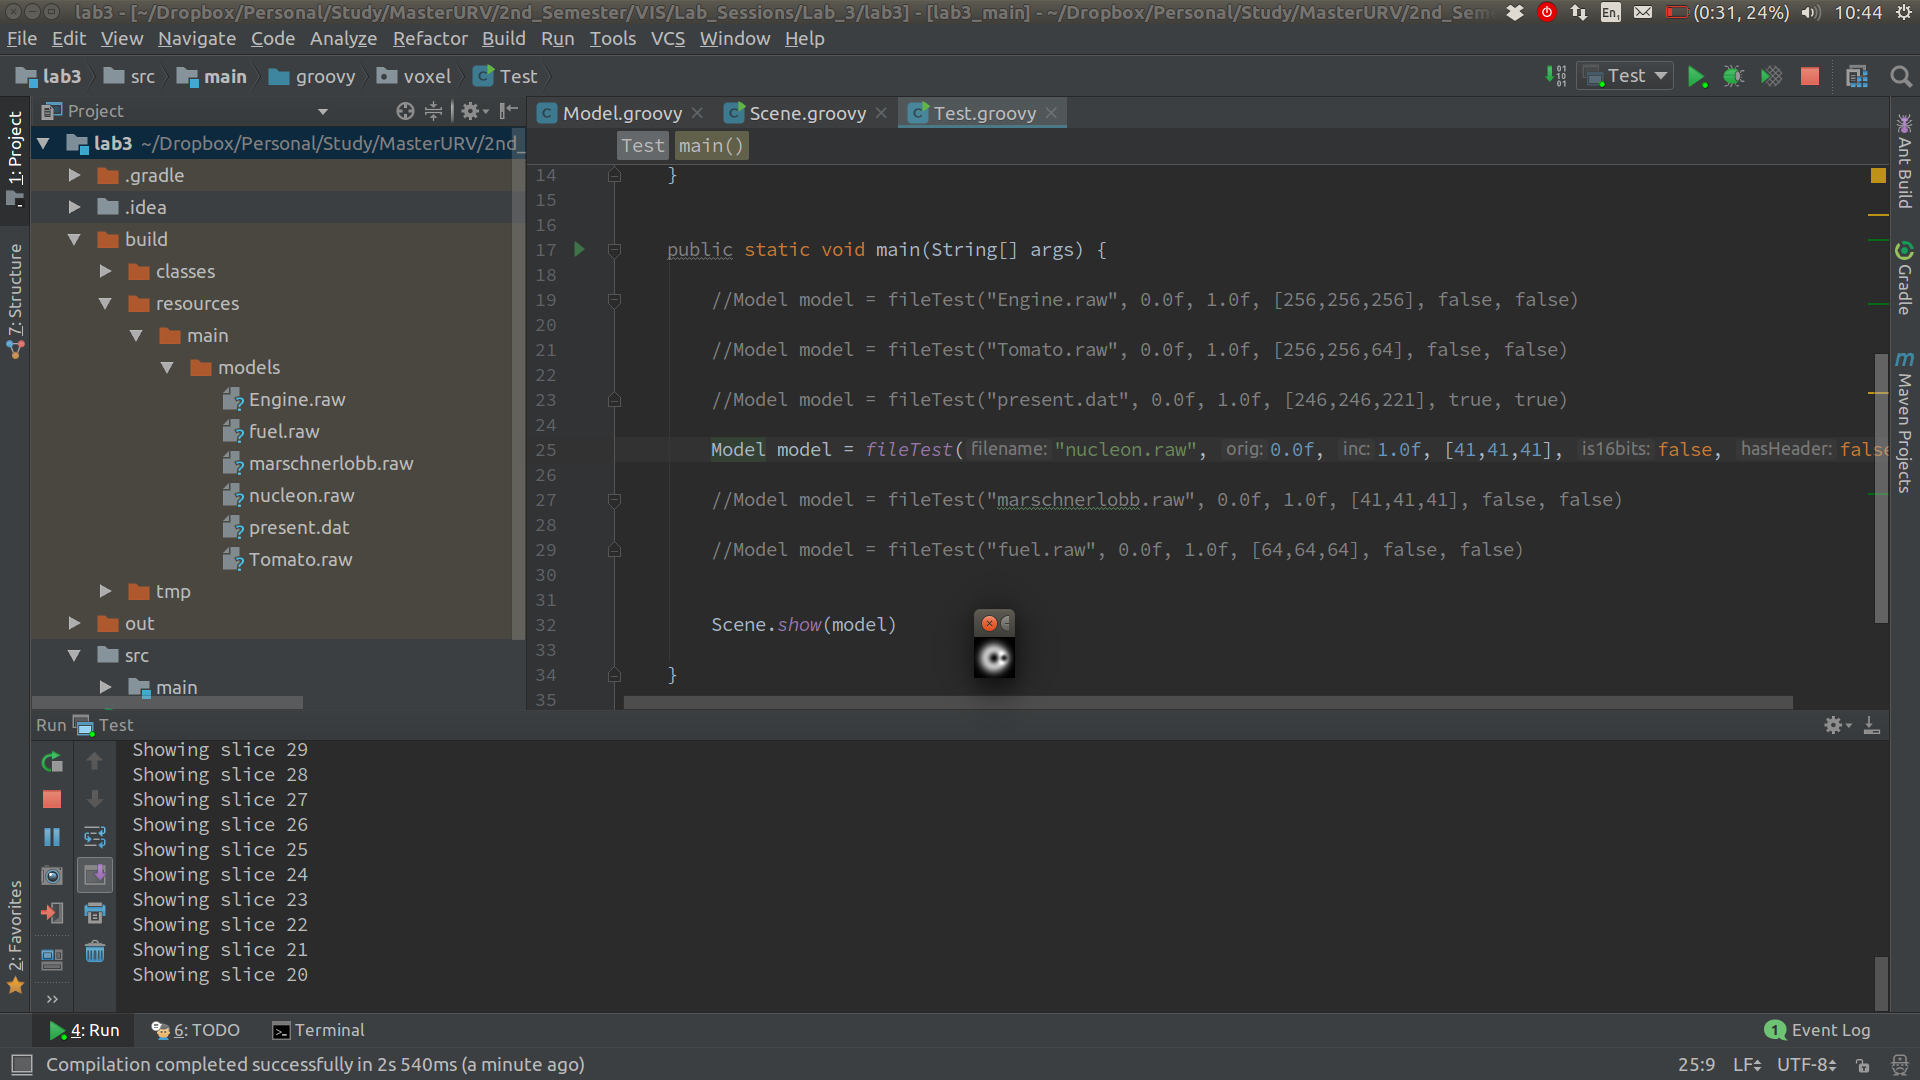 lab3 - [~/Dropbox/Personal/Study/MasterURV/2nd_Semester/VIS/Lab_Sessions/Lab_3/lab3] - [lab3_main] - ~/Dropbox/Personal/Study/MasterURV/2nd_Sem En1 (0:31, 24%) 10:44
File Edit View Navigate Code Analyze Refactor Build Run Tools VCS Window Help
lab3 src main groovy voxel Test Test
Project
Model.groovy Scene.groovy Test.groovy
Test main()
lab3 ~/Dropbox/Personal/Study/MasterURV/2nd_
.gradle
.idea
build
classes
resources
main
models
Engine.raw
fuel.raw
marschnerlobb.raw
nucleon.raw
present.dat
Tomato.raw
tmp
out
src
main
1: Project
7: Structure
2: Favorites
14 }
15
16
17 public static void main(String[] args) {
18
19 //Model model = fileTest("Engine.raw", 0.0f, 1.0f, [256,256,256], false, false)
20
21 //Model model = fileTest("Tomato.raw", 0.0f, 1.0f, [256,256,64], false, false)
22
23 //Model model = fileTest("present.dat", 0.0f, 1.0f, [246,246,221], true, true)
24
25 Model model = fileTest( filename: "nucleon.raw", orig: 0.0f, inc: 1.0f, [41,41,41], is16bits: false, hasHeader: false
26
27 //Model model = fileTest("marschnerlobb.raw", 0.0f, 1.0f, [41,41,41], false, false)
28
29 //Model model = fileTest("fuel.raw", 0.0f, 1.0f, [64,64,64], false, false)
30
31
32 Scene.show(model)
33
34 }
35
Ant Build
Gradle
Maven Projects
Run Test
Showing slice 29
Showing slice 28
Showing slice 27
Showing slice 26
Showing slice 25
Showing slice 24
Showing slice 23
Showing slice 22
Showing slice 21
Showing slice 20
4: Run 6: TODO Terminal 1 Event Log
Compilation completed successfully in 2s 540ms (a minute ago) 25:9 LF UTF-8